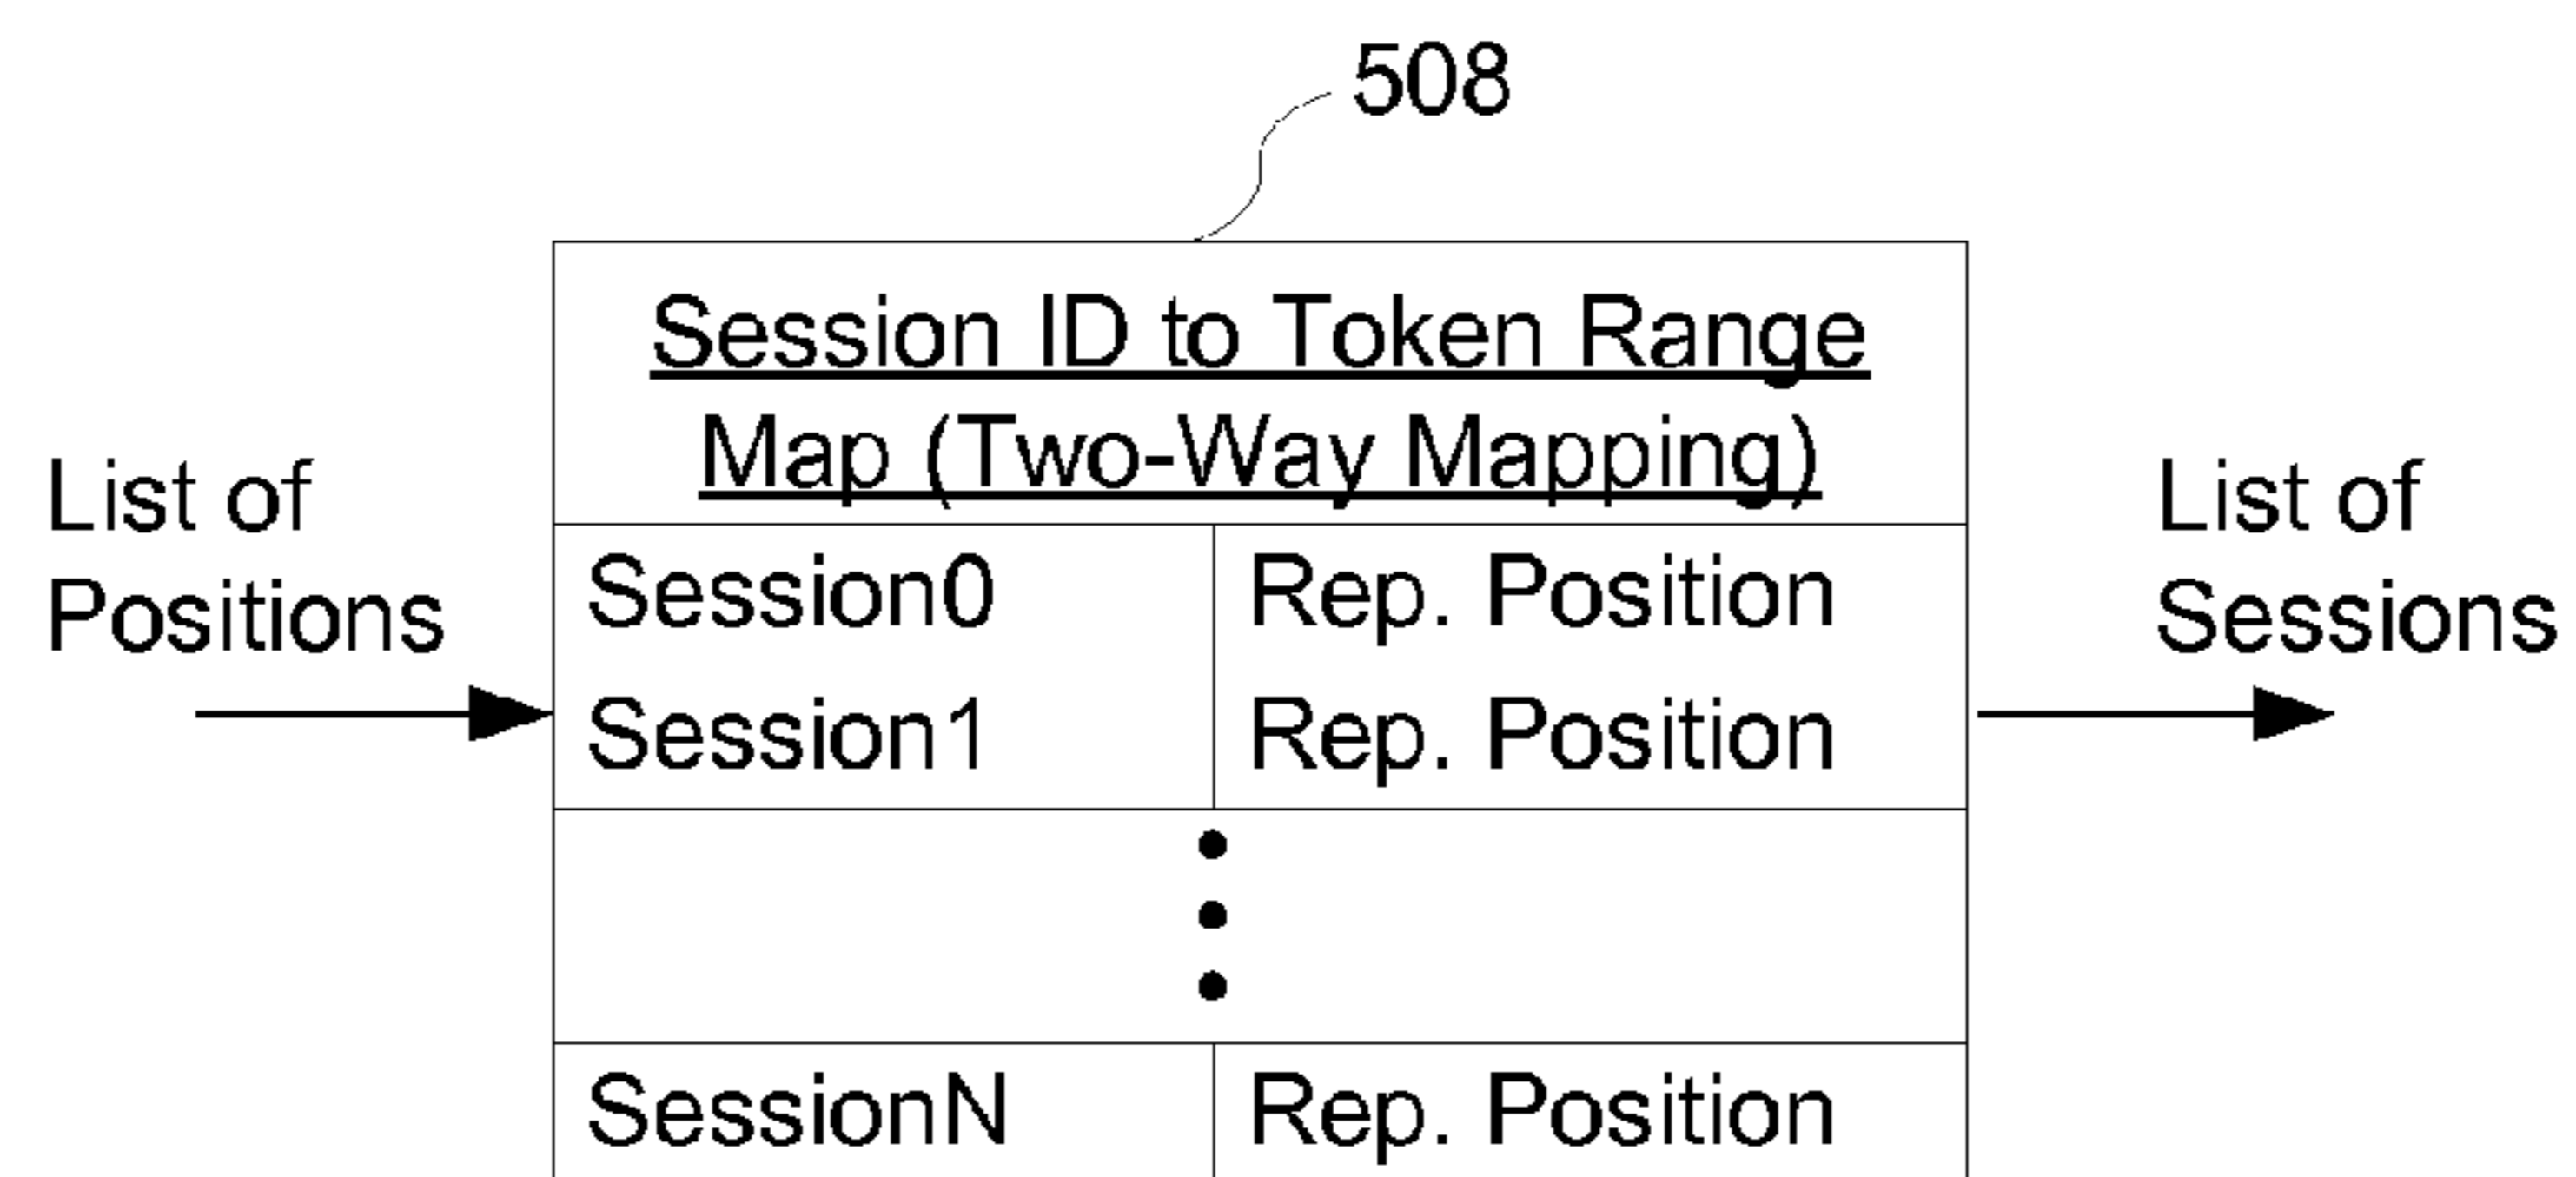 508
Session ID to Token Range
Map (Two-Way Mapping)
List of
Positions
Session0 Rep. Position
Session1 Rep. Position
SessionN Rep. Position
List of
Sessions